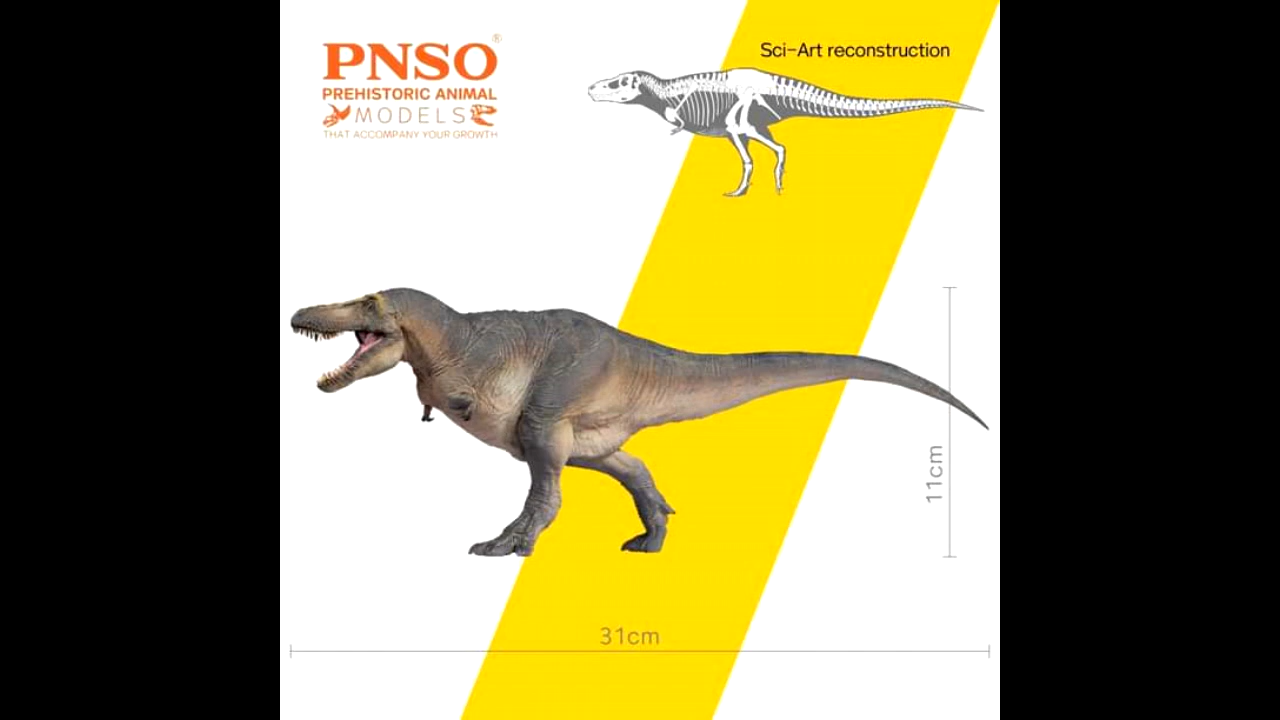 PNSO®
PREHISTORIC ANIMAL
MODELS
THAT ACCOMPANY YOUR GROWTH
Sci-Art reconstruction
11cm
31cm